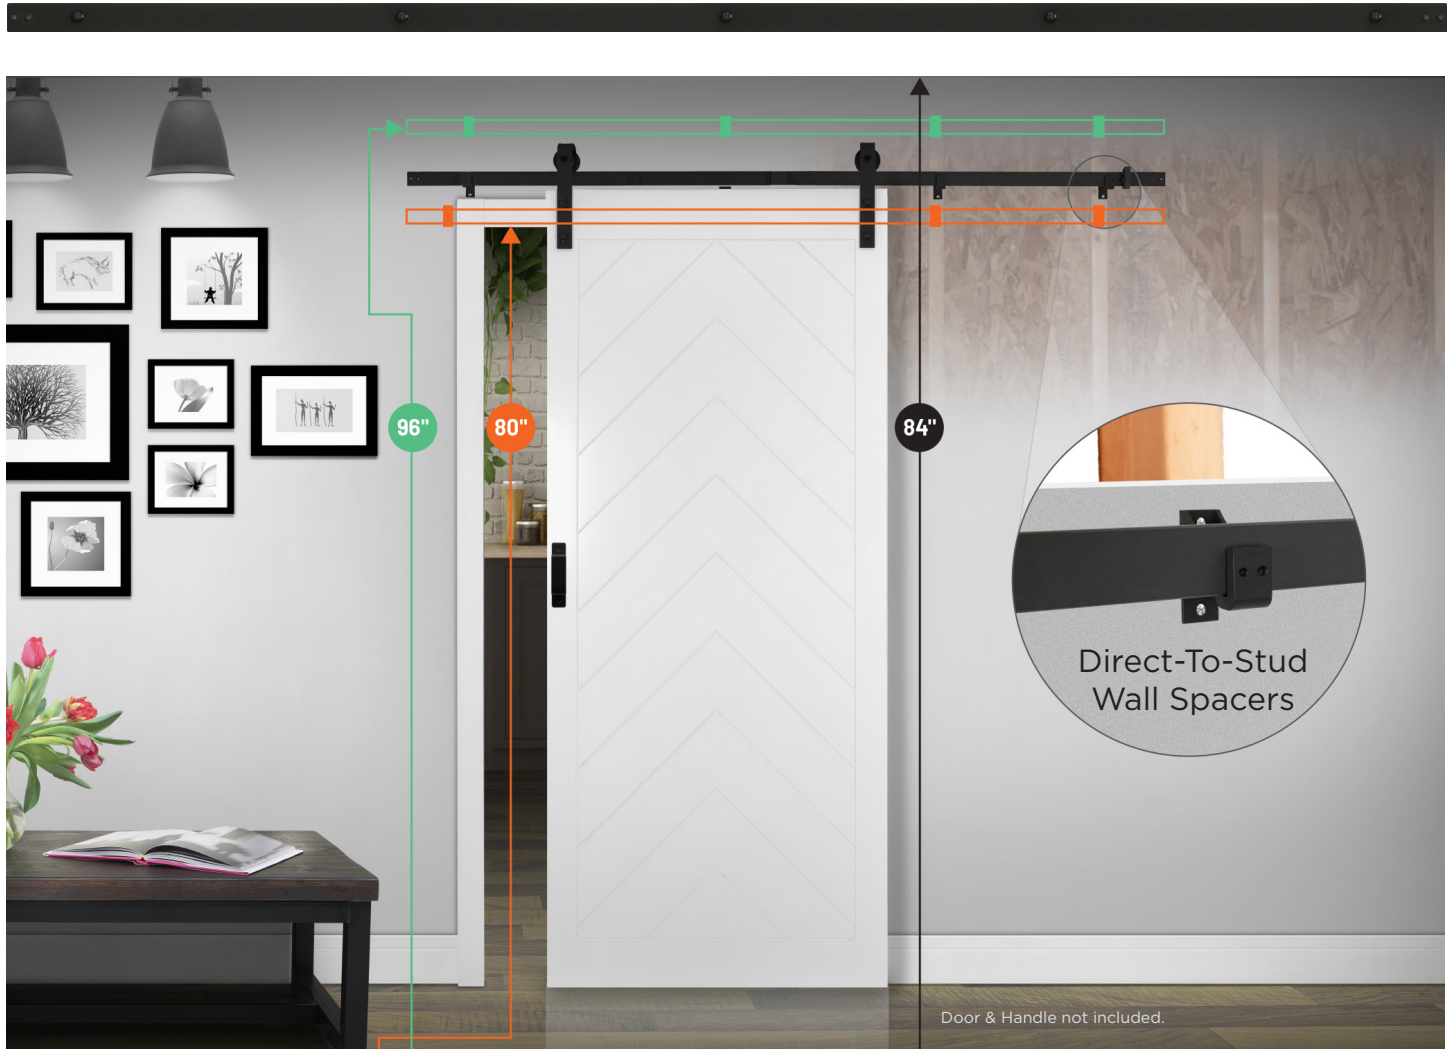 96"
80"
84"
Direct-To-Stud
Wall Spacers
Door & Handle not included.